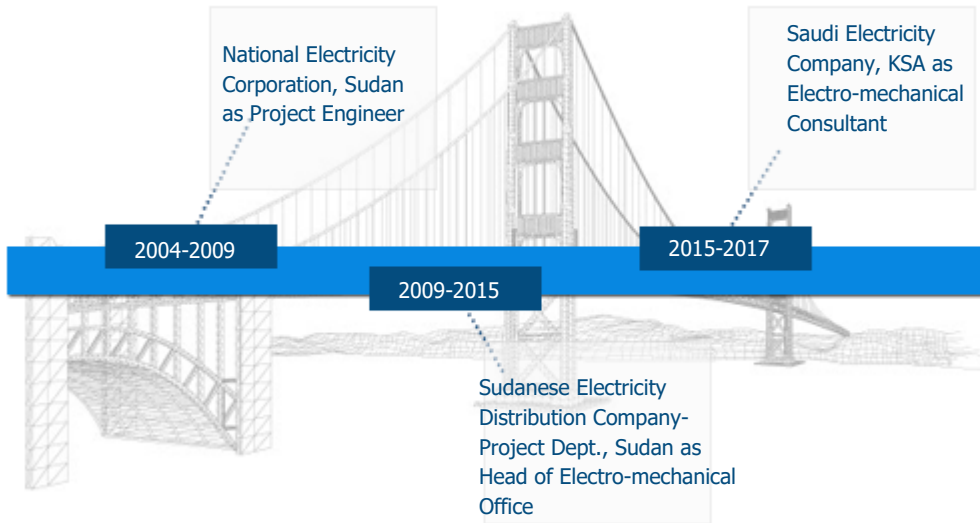 National Electricity
Corporation, Sudan
as Project Engineer
2004-2009
2009-2015
Sudanese Electricity
Distribution Company-
Project Dept., Sudan as
Head of Electro-mechanical
Office
Saudi Electricity
Company, KSA as
Electro-mechanical
Consultant
2015-2017